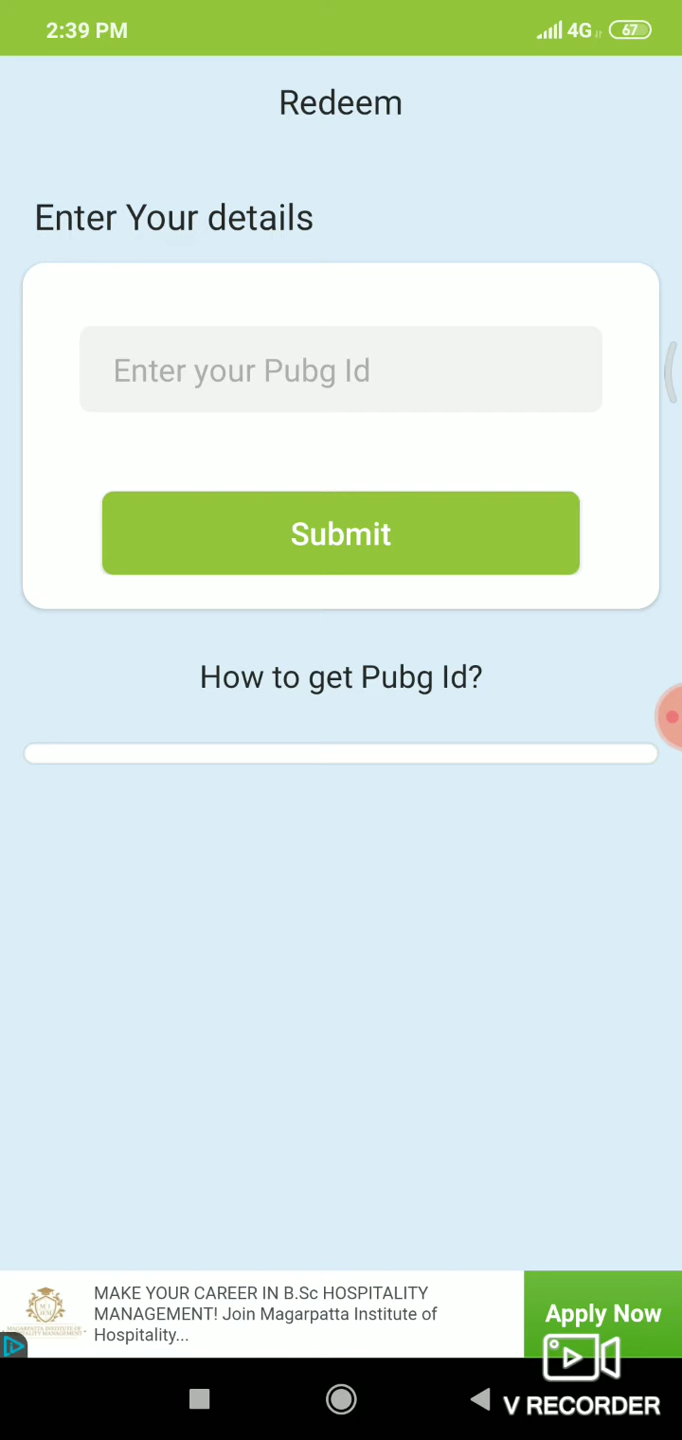 2:39 PM
4G
67
Redeem
Enter Your details
Enter your Pubg Id
Submit
How to get Pubg Id?
MAKE YOUR CAREER IN B.Sc HOSPITALITY
MANAGEMENT! Join Magarpatta Institute of
Hospitality...
Apply Now
V RECORDER